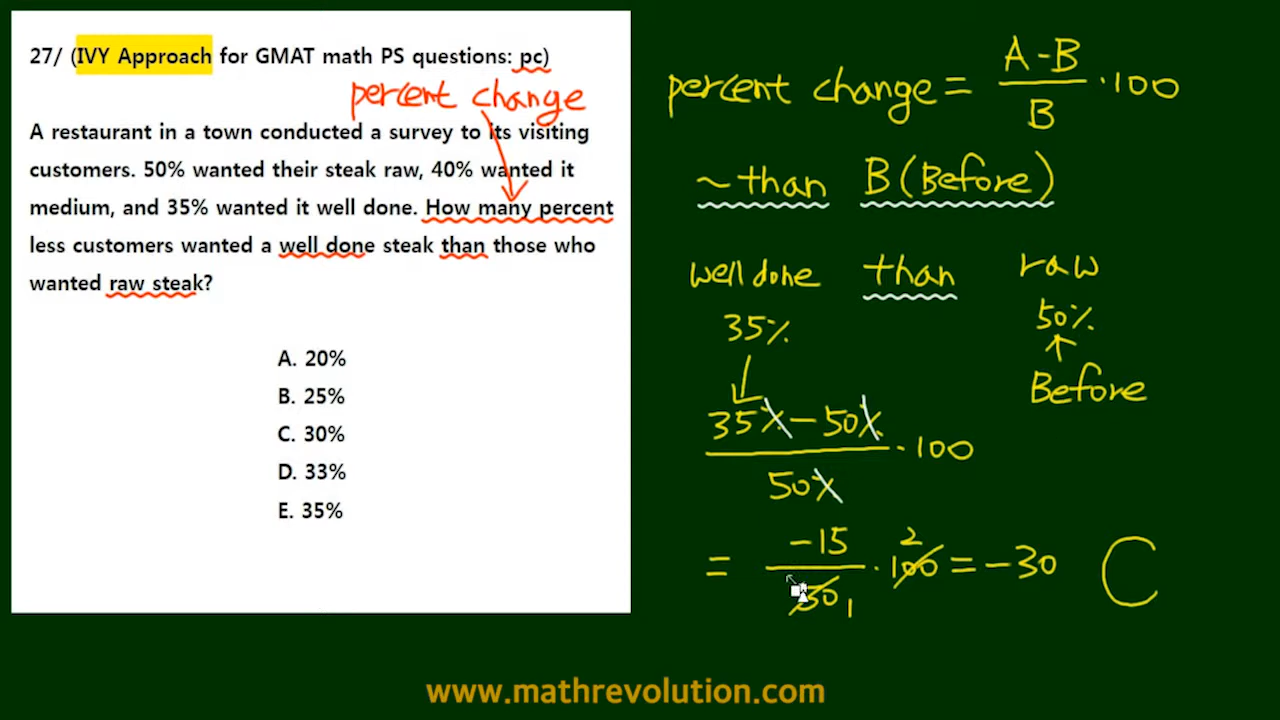 27/ (IVY Approach for GMAT math PS questions: pc)
percent change
A restaurant in a town conducted a survey to its visiting
customers. 50% wanted their steak raw, 40% wanted it
medium, and 35% wanted it well done. How many percent
less customers wanted a well done steak than those who
wanted raw steak?
A. 20%
B. 25%
C. 30%
D. 33%
E. 35%
percent change = A-B / B · 100
~than B (Before)
well done than raw
35% 50%
↑
Before
35% - 50% / 50% · 100
= -15 / 50 1 · 100 2 = -30 C
www.mathrevolution.com